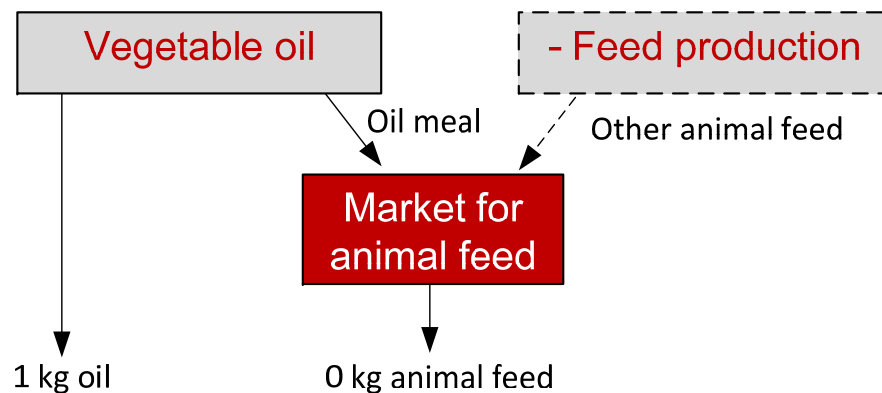 Vegetable oil
- Feed production
Oil meal
Other animal feed
Market for
animal feed
1 kg oil
0 kg animal feed